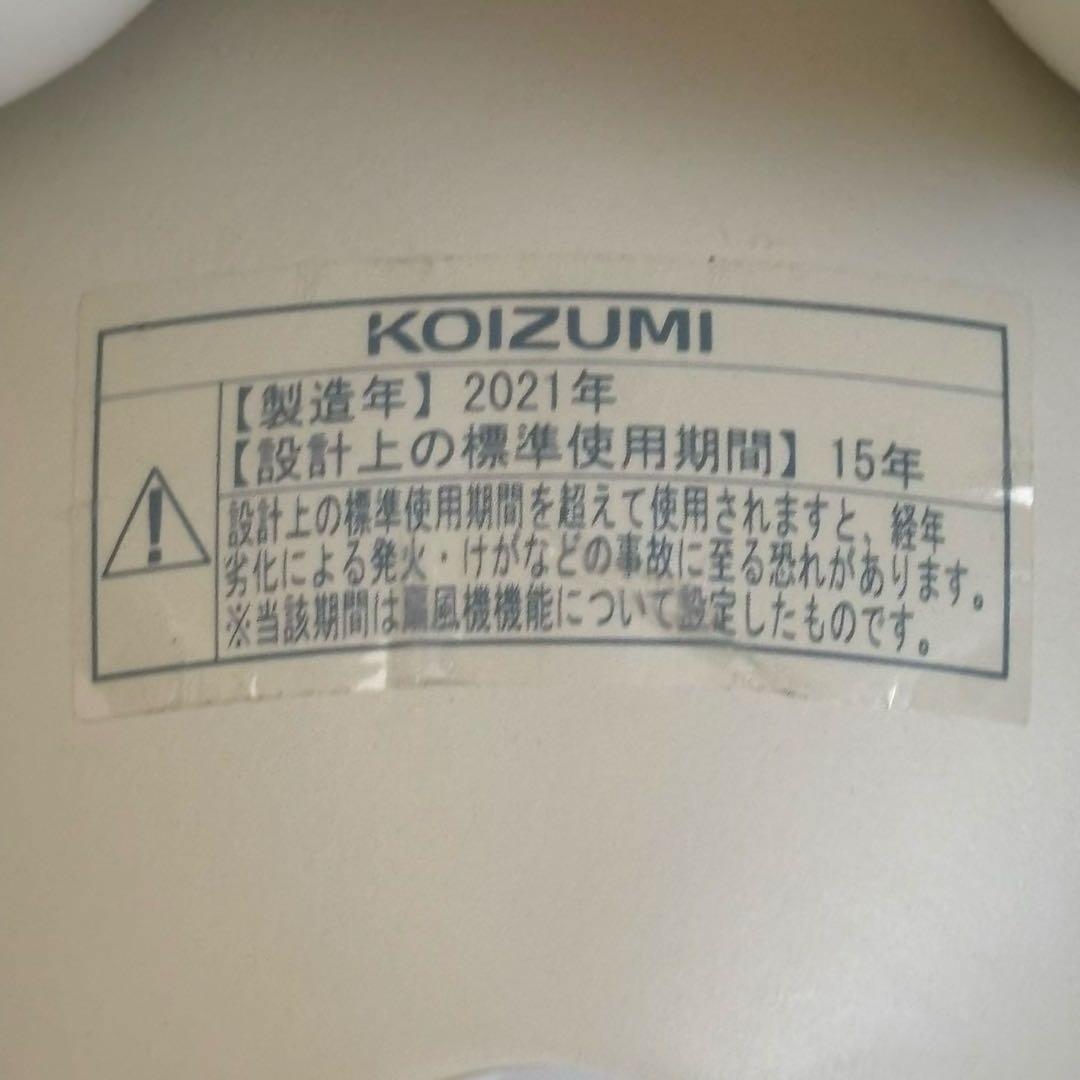 KOIZUMI
【製造年】2021年
【設計上の標準使用期間】15年
設計上の標準使用期間を超えて使用されますと、経年
劣化による発火・けがなどの事故に至る恐れがあります。
※当該期間は扇風機機能について設定したものです。